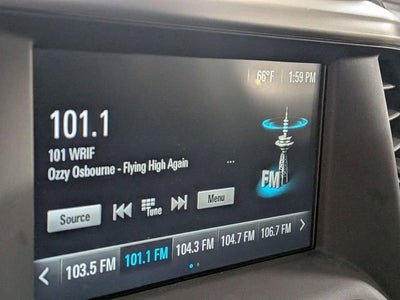 66°F 1:59 PM
101.1
101 WRIF
Ozzy Osbourne - Flying High Again ...
FM
Source Tune Menu
103.5 FM 101.1 FM 104.3 FM 104.7 FM 106.7 FM